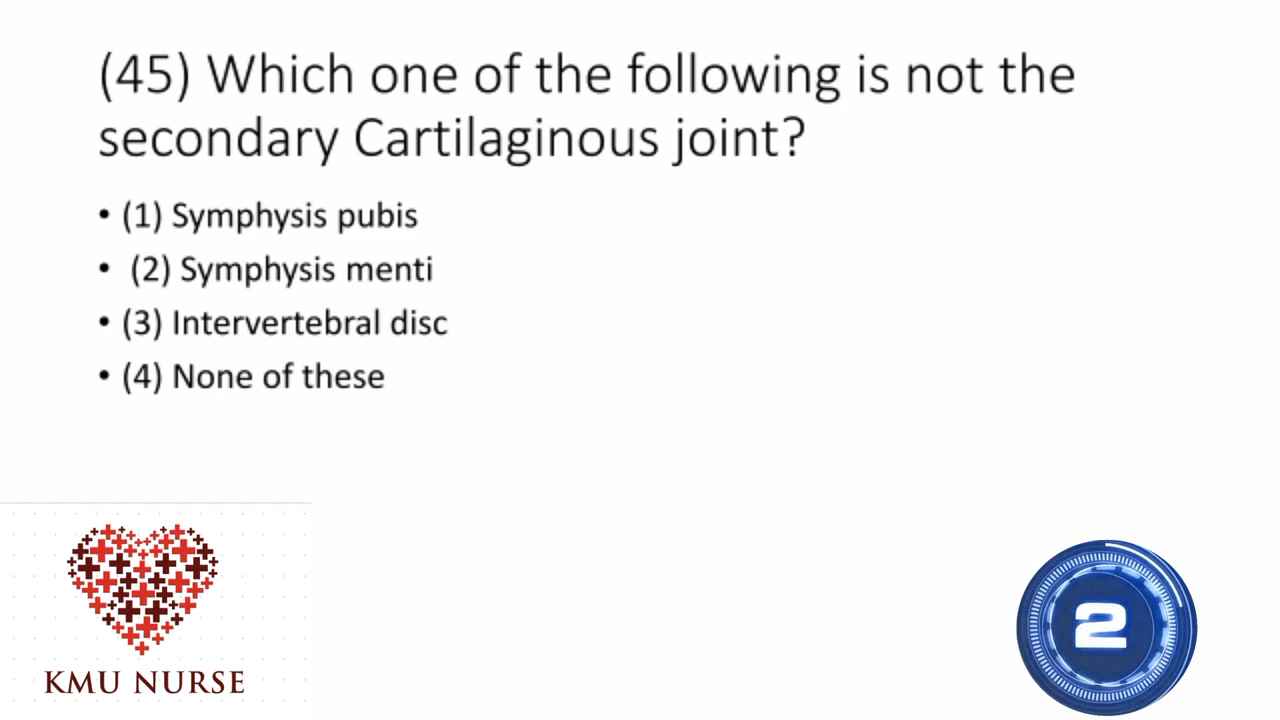 (45) Which one of the following is not the
secondary Cartilaginous joint?
• (1) Symphysis pubis
• (2) Symphysis menti
• (3) Intervertebral disc
• (4) None of these
KMU NURSE
2